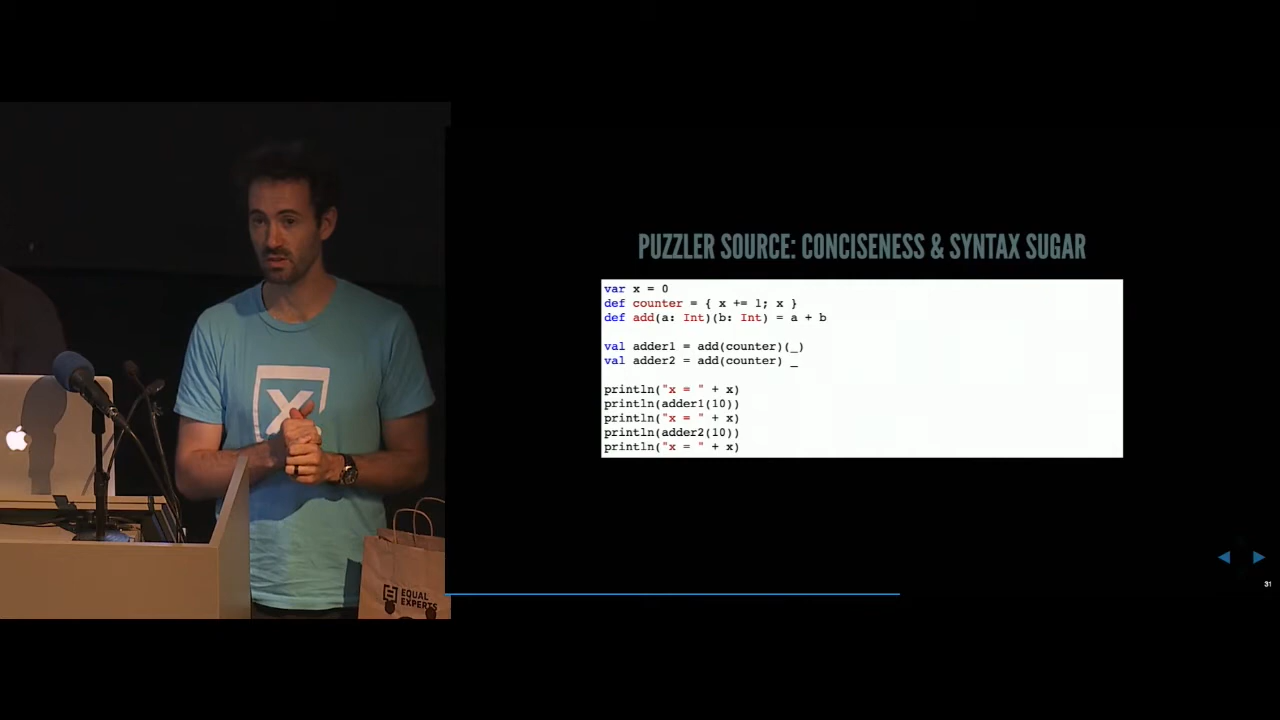 PUZZLER SOURCE: CONCISENESS & SYNTAX SUGAR
var x = 0
def counter = { x += 1; x }
def add(a: Int)(b: Int) = a + b
val adder1 = add(counter)(_)
val adder2 = add(counter) _
println("x = " + x)
println(adder1(10))
println("x = " + x)
println(adder2(10))
println("x = " + x)
31
X
EQUAL
EXPERTS